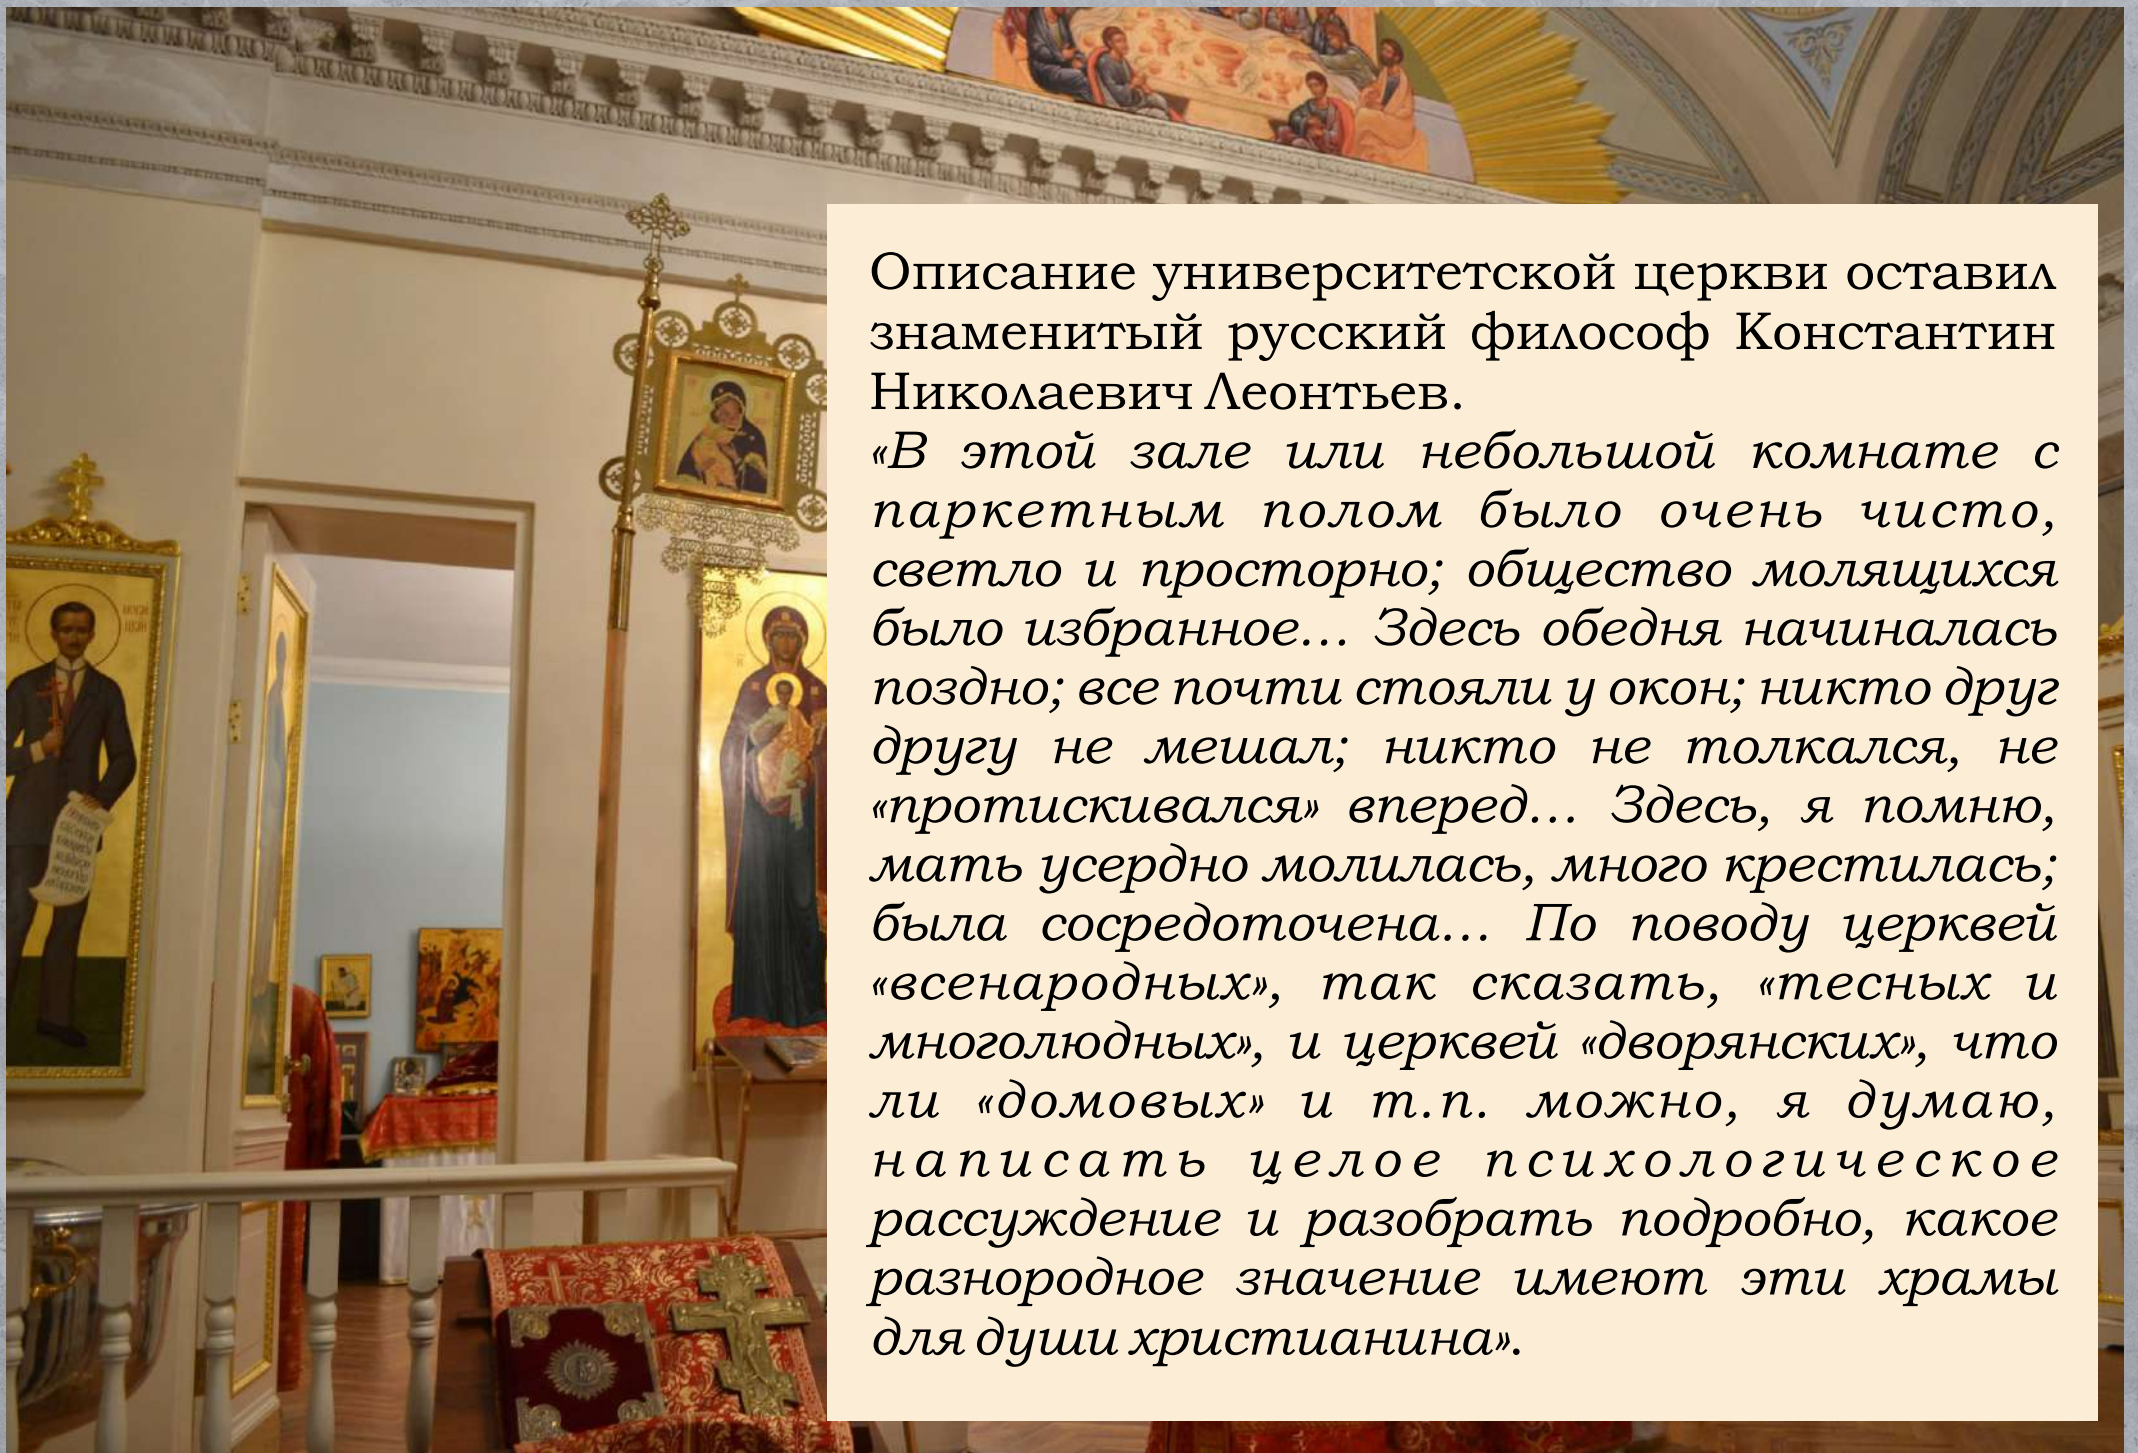 Описание университетской церкви оставил
знаменитый русский философ Константин
Николаевич Леонтьев.
«В этой зале или небольшой комнате с
паркетным полом было очень чисто,
светло и просторно; общество молящихся
было избранное… Здесь обедня начиналась
поздно; все почти стояли у окон; никто друг
другу не мешал; никто не толкался, не
«протискивался» вперед… Здесь, я помню,
мать усердно молилась, много крестилась;
была сосредоточена… По поводу церквей
«всенародных», так сказать, «тесных и
многолюдных», и церквей «дворянских», что
ли «домовых» и т.п. можно, я думаю,
написать целое психологическое
рассуждение и разобрать подробно, какое
разнородное значение имеют эти храмы
для души христианина».